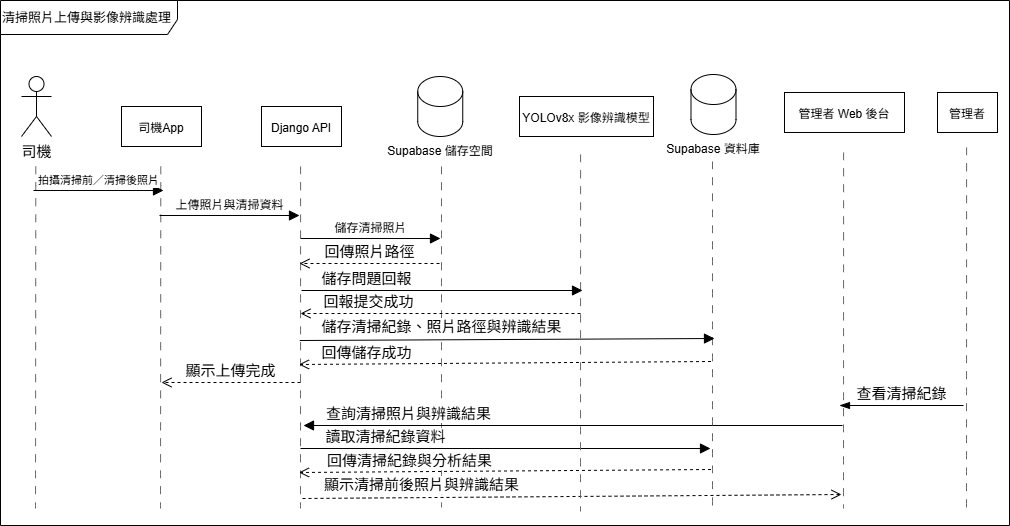 清掃照片上傳與影像辨識處理
司機
司機App
Django API
Supabase 儲存空間
YOLOv8x 影像辨識模型
Supabase 資料庫
管理者 Web 後台
管理者
拍攝清掃前／清掃後照片
上傳照片與清掃資料
儲存清掃照片
回傳照片路徑
儲存問題回報
回報提交成功
儲存清掃紀錄、照片路徑與辨識結果
回傳儲存成功
顯示上傳完成
查看清掃紀錄
查詢清掃照片與辨識結果
讀取清掃紀錄資料
回傳清掃紀錄與分析結果
顯示清掃前後照片與辨識結果